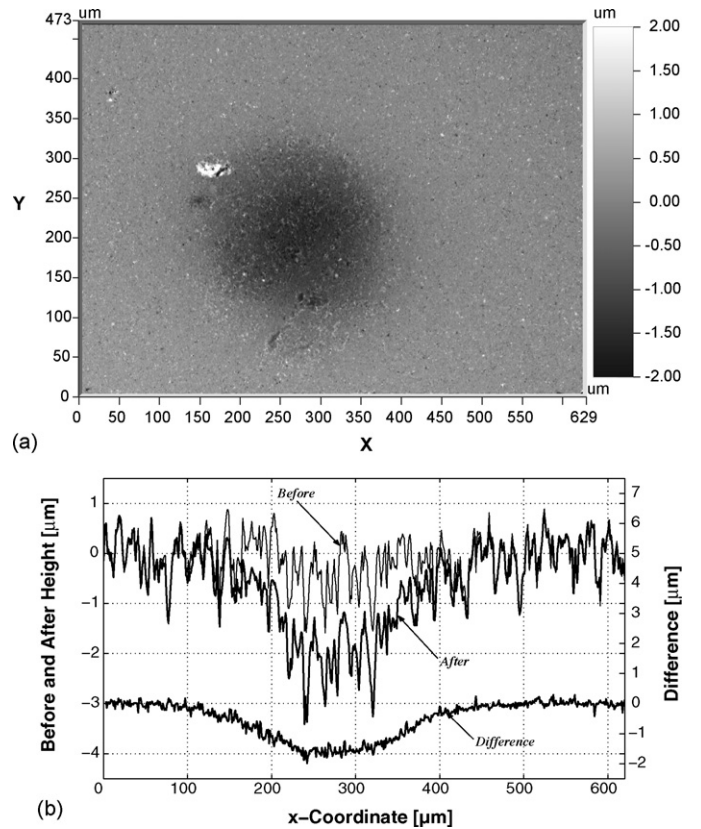 um
473
400
350
300
250
200
150
100
50
0
Y
0 50 100 150 200 250 300 350 400 450 500 550 629
X
um
2.00
1.50
1.00
0.50
0.00
-0.50
-1.00
-1.50
-2.00
um
(a)
Before and After Height [µm]
1
0
−1
−2
−3
−4
Before
After
Difference
7
6
5
4
3
2
1
0
−1
−2
Difference [µm]
0 100 200 300 400 500 600
x−Coordinate [µm]
(b)